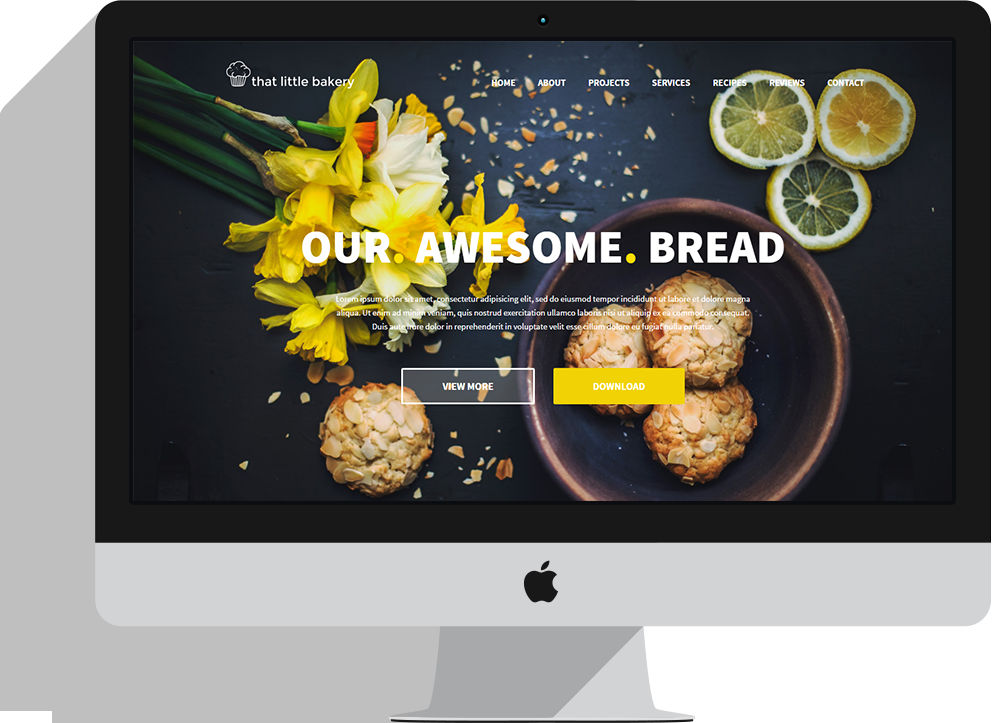 that little bakery
HOME ABOUT PROJECTS SERVICES RECIPES REVIEWS CONTACT
OUR. AWESOME. BREAD
Lorem ipsum dolor sit amet, consectetur adipisicing elit, sed do eiusmod tempor incididunt ut labore et dolore magna
aliqua. Ut enim ad minim veniam, quis nostrud exercitation ullamco laboris nisi ut aliquip ex ea commodo consequat.
Duis aute irure dolor in reprehenderit in voluptate velit esse cillum dolore eu fugiat nulla pariatur.
VIEW MORE DOWNLOAD